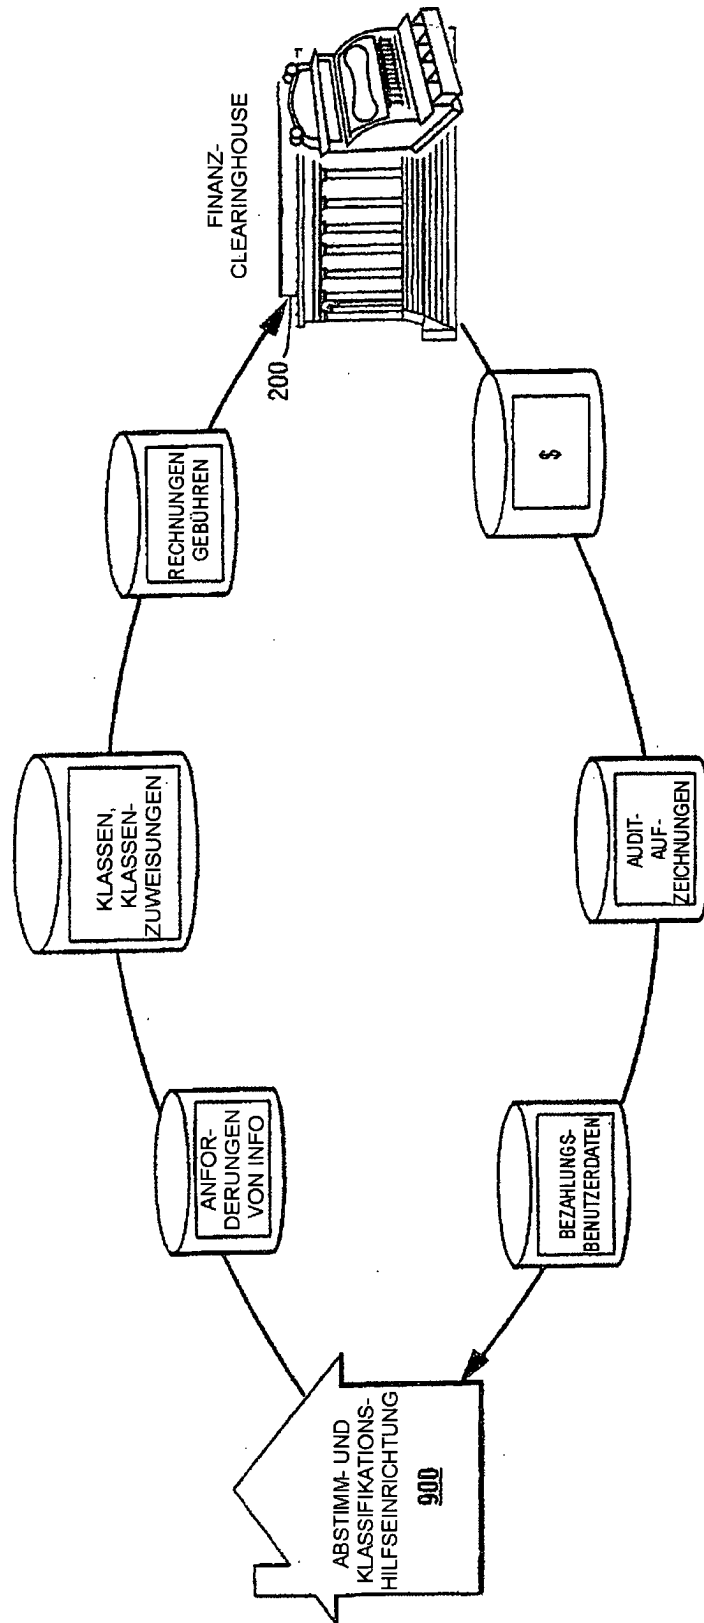 ABSTIMM- UND
KLASSIFIKATIONS-
HILFSEINRICHTUNG
900
ANFOR-
DERUNGEN
VON INFO
KLASSEN,
KLASSEN-
ZUWEISUNGEN
RECHNUNGEN
GEBÜHREN
FINANZ-
CLEARINGHOUSE
200
$
AUDIT-
AUF-
ZEICHNUNGEN
BEZAHLUNGS-
BENUTZERDATEN